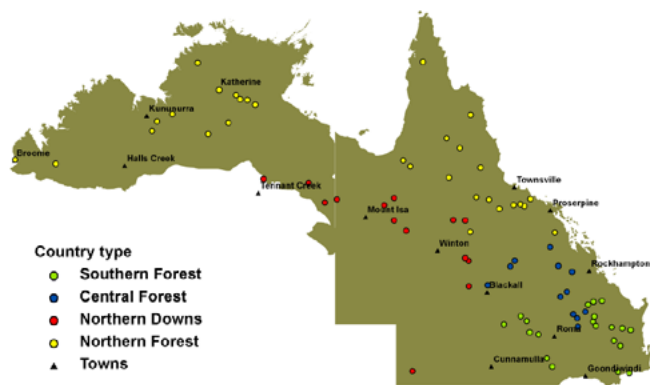 Katherine
Kununurra
Broome
Halls Creek
Tennant Creek
Townsville
Proserpine
Mount Isa
Winton
Rockhampton
Blackall
Roma
Cunnamulla
Goondiwindi
Country type
Southern Forest
Central Forest
Northern Downs
Northern Forest
Towns